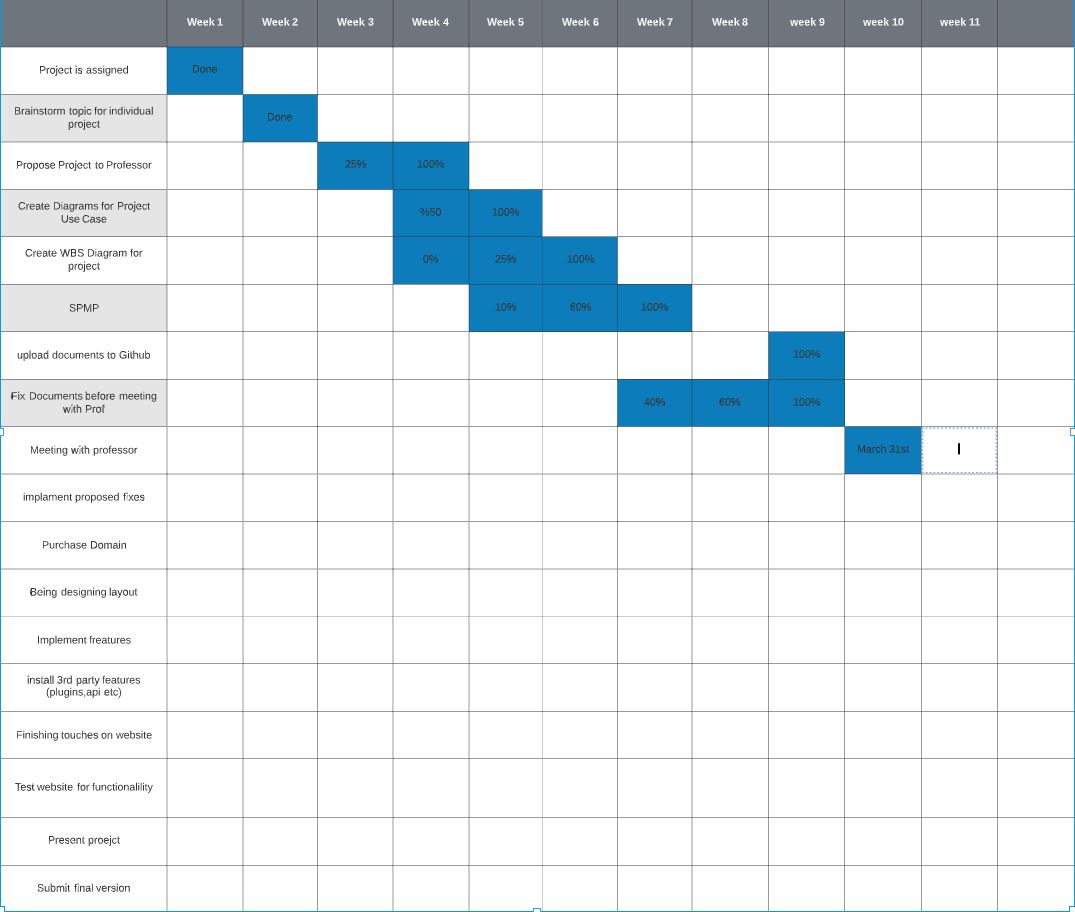 Week 1 Week 2 Week 3 Week 4 Week 5 Week 6 Week 7 Week 8 week 9 week 10 week 11
Project is assigned Done
Brainstorm topic for individual
project Done
Propose Project to Professor 25% 100%
Create Diagrams for Project
Use Case %50 100%
Create WBS Diagram for
project 0% 25% 100%
SPMP 10% 60% 100%
upload documents to Github 100%
Fix Documents before meeting
with Prof 40% 60% 100%
Meeting with professor March 31st
implament proposed fixes
Purchase Domain
Being designing layout
Implement freatures
install 3rd party features
(plugins,api etc)
Finishing touches on website
Test website for functionalility
Present proejct
Submit final version